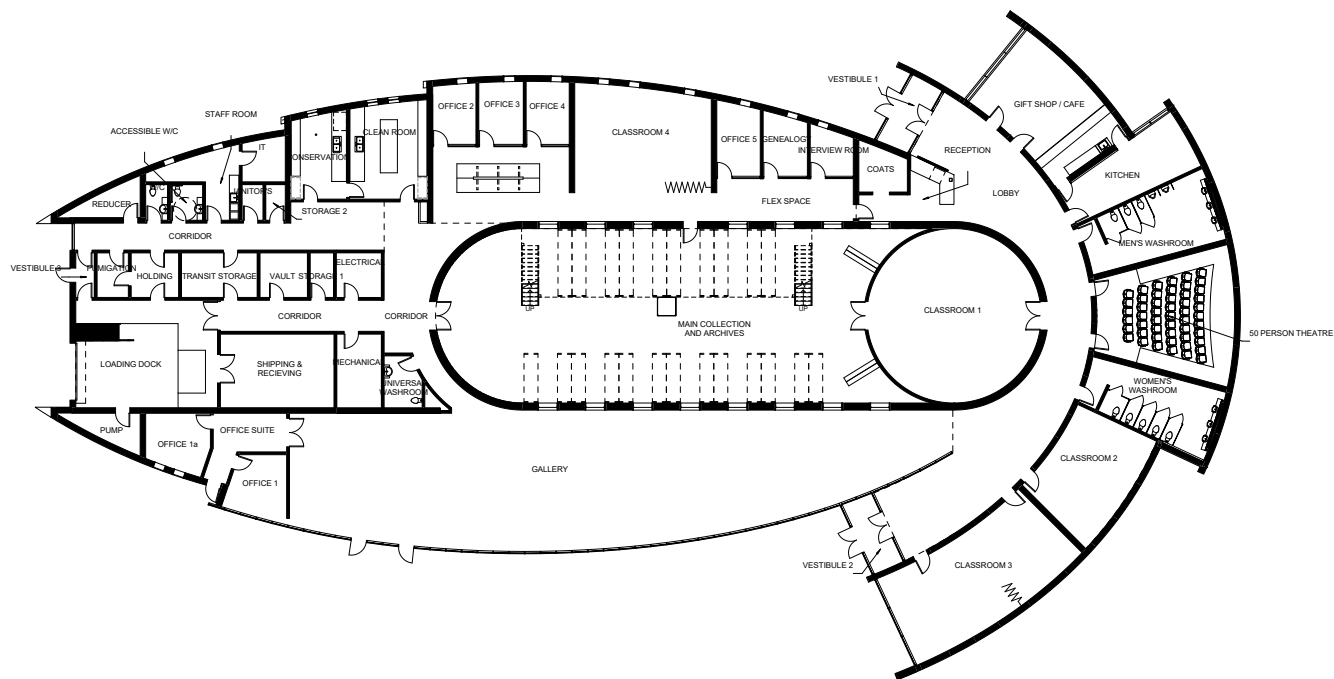 VESTIBULE 1
GIFT SHOP / CAFE
OFFICE 2
OFFICE 3
OFFICE 4
STAFF ROOM
ACCESSIBLE W/C
CLEAN ROOM
CLASSROOM 4
IT
OFFICE 5
GENEALOGY
INTERVIEW ROOM
RECEPTION
CONSERVATION
COATS
KITCHEN
W/C
JANITOR'S
LOBBY
REDUCER
STORAGE 2
FLEX SPACE
CORRIDOR
MEN'S WASHROOM
VESTIBULE 3
FUMIGATION
HOLDING
TRANSIT STORAGE
VAULT
STORAGE 1
ELECTRICAL
UP
UP
CLASSROOM 1
CORRIDOR
CORRIDOR
MAIN COLLECTION
AND ARCHIVES
50 PERSON THEATRE
LOADING DOCK
SHIPPING &
RECIEVING
MECHANICAL
UNIVERSAL
WASHROOM
WOMEN'S
WASHROOM
PUMP
OFFICE SUITE
OFFICE 1a
CLASSROOM 2
GALLERY
OFFICE 1
VESTIBULE 2
CLASSROOM 3